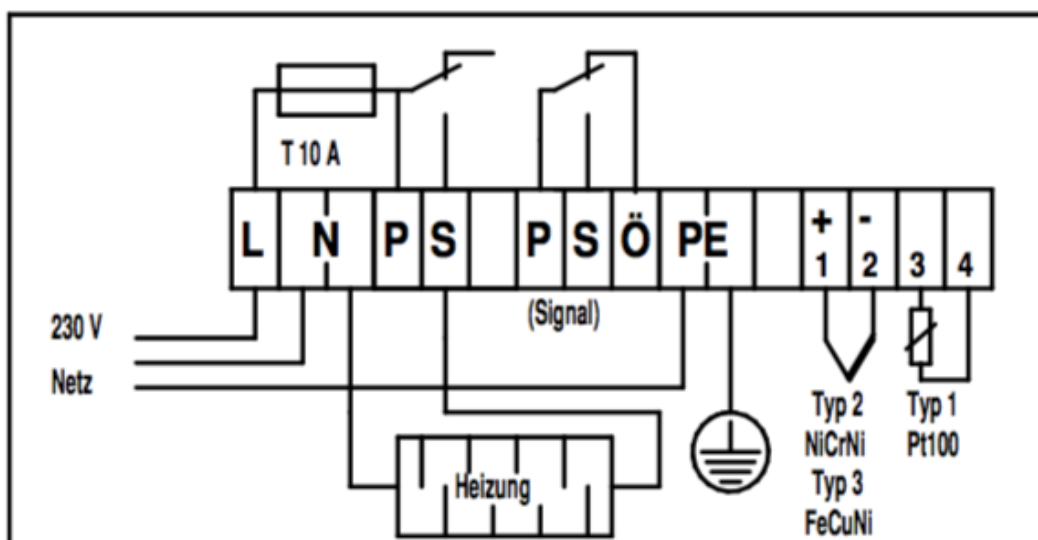 T 10 A
L N P S P S Ö PE + 1 - 2 3 4
(Signal)
230 V
Netz
Heizung
Typ 2
NiCrNi
Typ 3
FeCuNi
Typ 1
Pt100